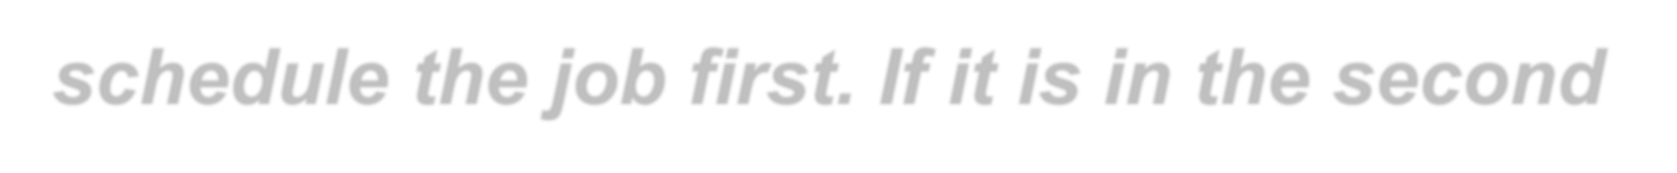 schedule the job first. If it is in the second